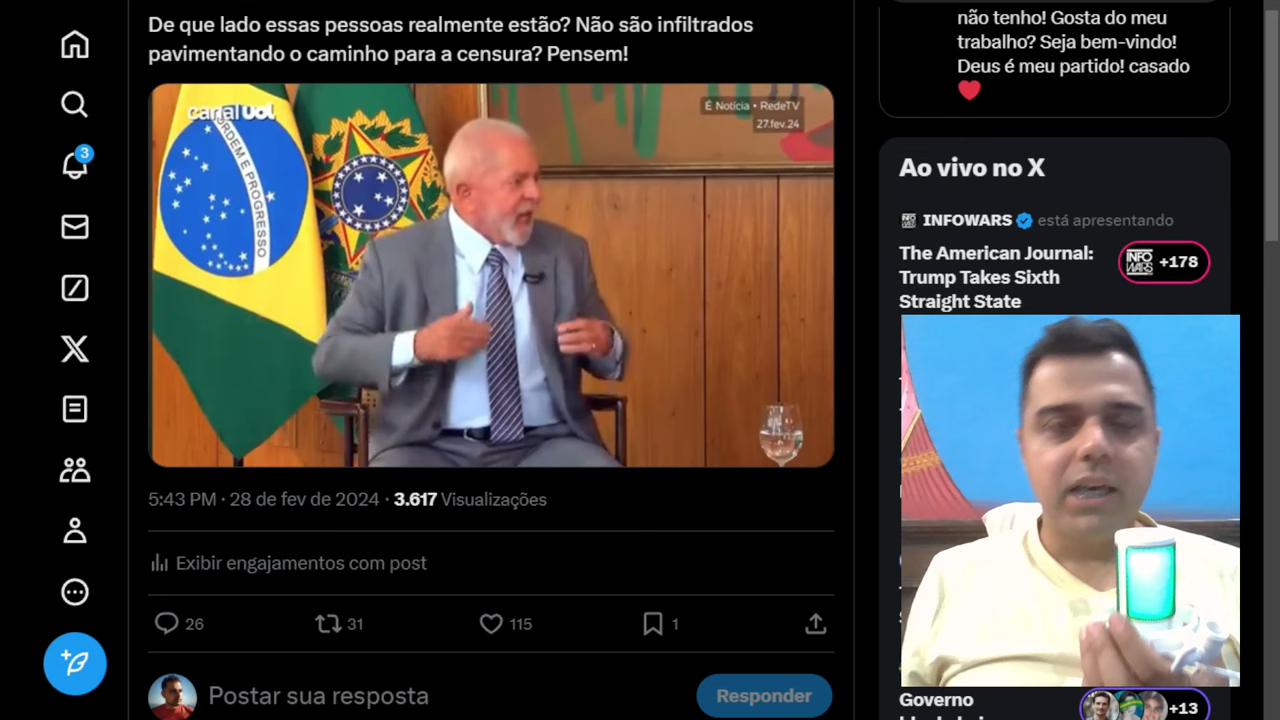 De que lado essas pessoas realmente estão? Não são infiltrados
pavimentando o caminho para a censura? Pensem!
canal UOL
É Notícia • RedeTV
27.fev.24
ORDEM E PROGRESSO
5:43 PM · 28 de fev de 2024 · 3.617 Visualizações
Exibir engajamentos com post
26
31
115
1
Postar sua resposta
Responder
3
não tenho! Gosta do meu
trabalho? Seja bem-vindo!
Deus é meu partido! casado
Ao vivo no X
INFOWARS está apresentando
The American Journal:
Trump Takes Sixth
Straight State
INFO
WARS
+178
Governo
+13